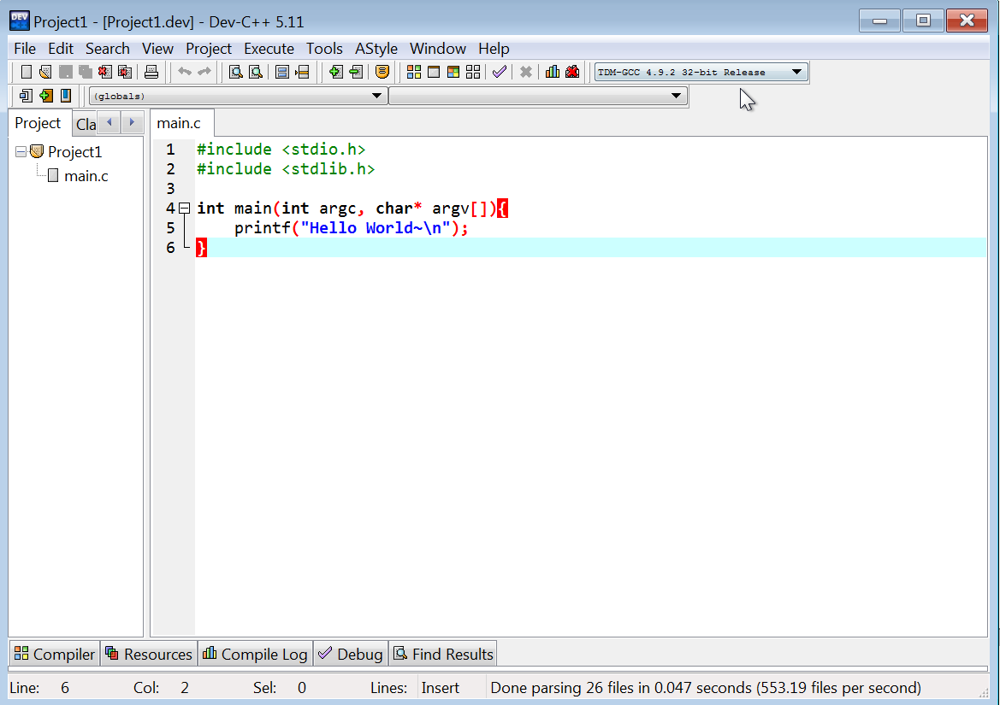 DEV
Project1 - [Project1.dev] - Dev-C++ 5.11
File Edit Search View Project Execute Tools AStyle Window Help
TDM-GCC 4.9.2 32-bit Release
(globals)
Project Cla main.c
Project1
main.c
1 #include <stdio.h>
2 #include <stdlib.h>
3
4 int main(int argc, char* argv[]){
5 printf("Hello World~\n");
6 }
Compiler Resources Compile Log Debug Find Results
Line: 6 Col: 2 Sel: 0 Lines: Insert Done parsing 26 files in 0.047 seconds (553.19 files per second)